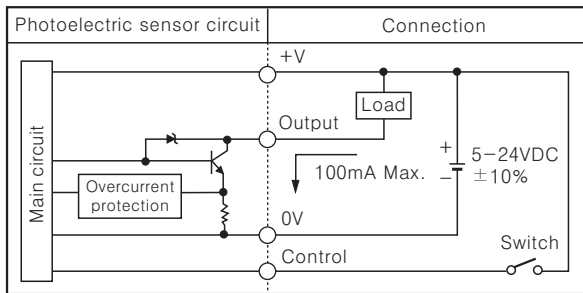 Photoelectric sensor circuit
Connection
Main circuit
+V
Load
Output
100mA Max.
+
−
5−24VDC
±10%
Overcurrent
protection
0V
Switch
Control